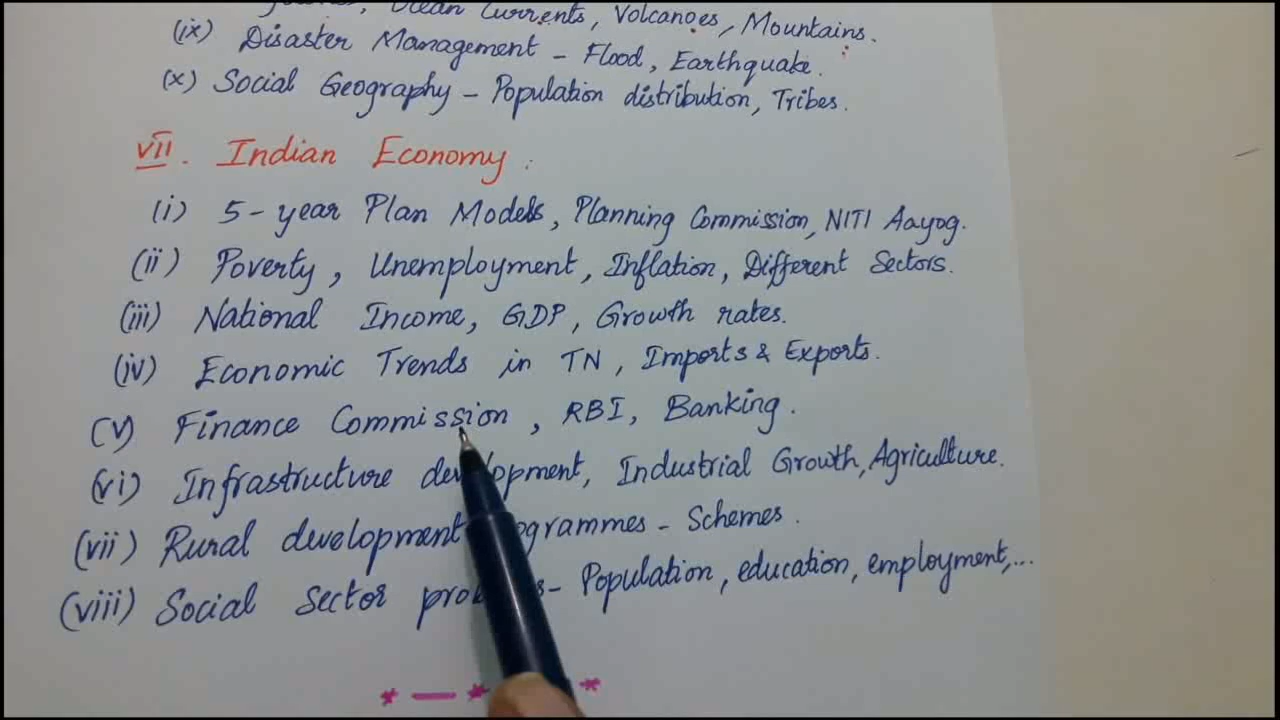 Ocean Currents, Volcanoes, Mountains.
(ix) Disaster Management - Flood, Earthquake.
(x) Social Geography - Population distribution, Tribes.
VII. Indian Economy:
(i) 5-year Plan Models, Planning Commission, NITI Aayog.
(ii) Poverty, Unemployment, Inflation, Different Sectors.
(iii) National Income, GDP, Growth rates.
(iv) Economic Trends in TN, Imports & Exports.
(v) Finance Commission, RBI, Banking.
(vi) Infrastructure development, Industrial Growth, Agriculture.
(vii) Rural development - Schemes.
(viii) Social Sector - Population, education, employment,...